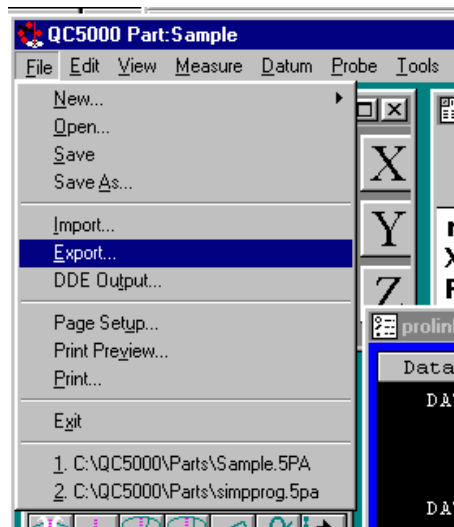 QC5000 Part:Sample
File Edit View Measure Datum Probe Tools
New...
Open...
Save
Save As...
Import...
Export...
DDE Output...
Page Setup...
Print Preview...
Print...
Exit
1. C:\QC5000\Parts\Sample.5PA
2. C:\QC5000\Parts\simpprog.5pa
X
Y
Z
Data